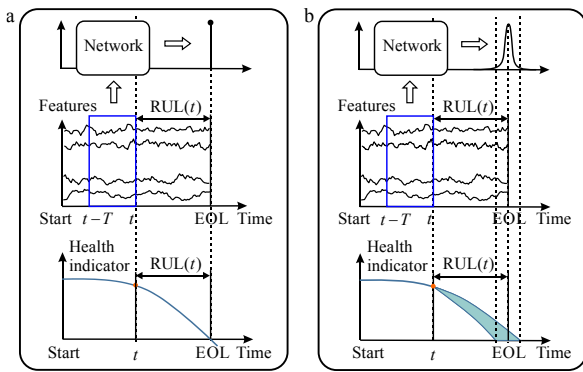 a
Network
Features
RUL(t)
Start t−T t EOL Time
Health
indicator
RUL(t)
Start t EOL Time
b
Network
Features
RUL(t)
Start t−T t EOL Time
Health
indicator
RUL(t)
Start t EOL Time